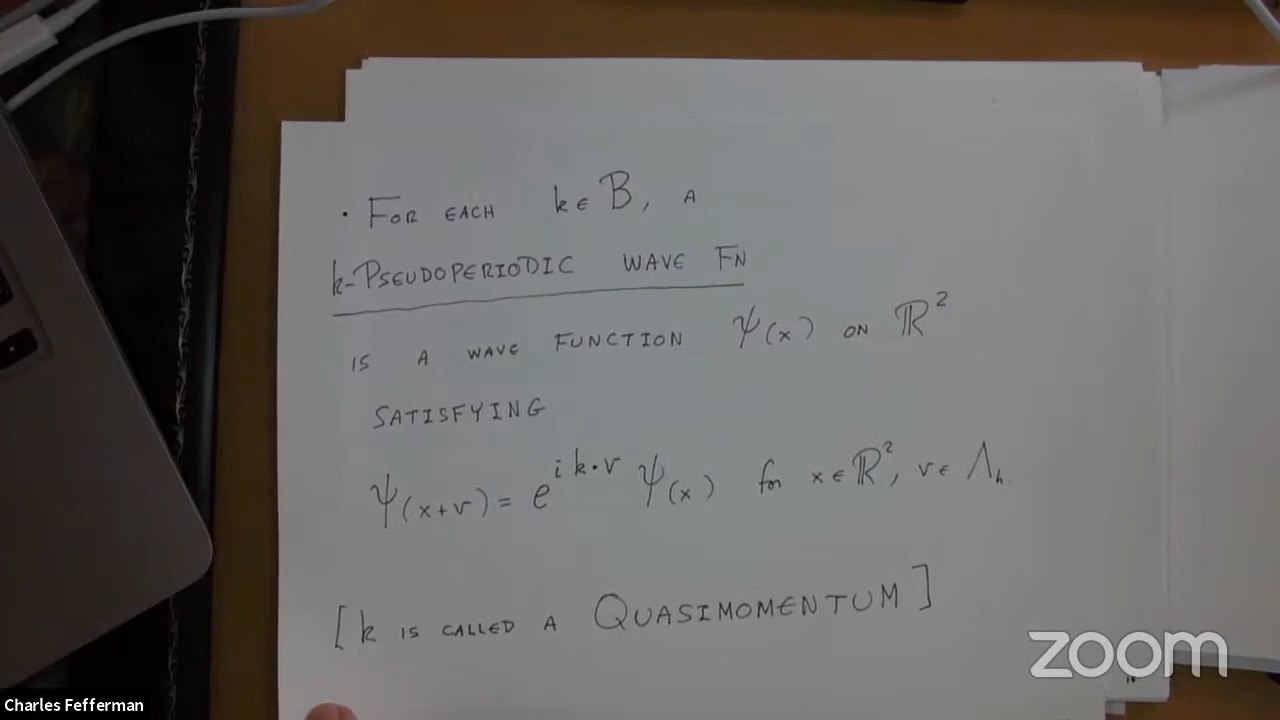 · FOR EACH k ∈ B, A
k-PSEUDOPERIODIC WAVE FN
IS A WAVE FUNCTION ψ(x) ON ℝ²
SATISFYING
ψ(x+v) = e^{ik·v} ψ(x) for x ∈ ℝ², v ∈ Λₕ
[k IS CALLED A QUASIMOMENTUM]
zoom
Charles Fefferman